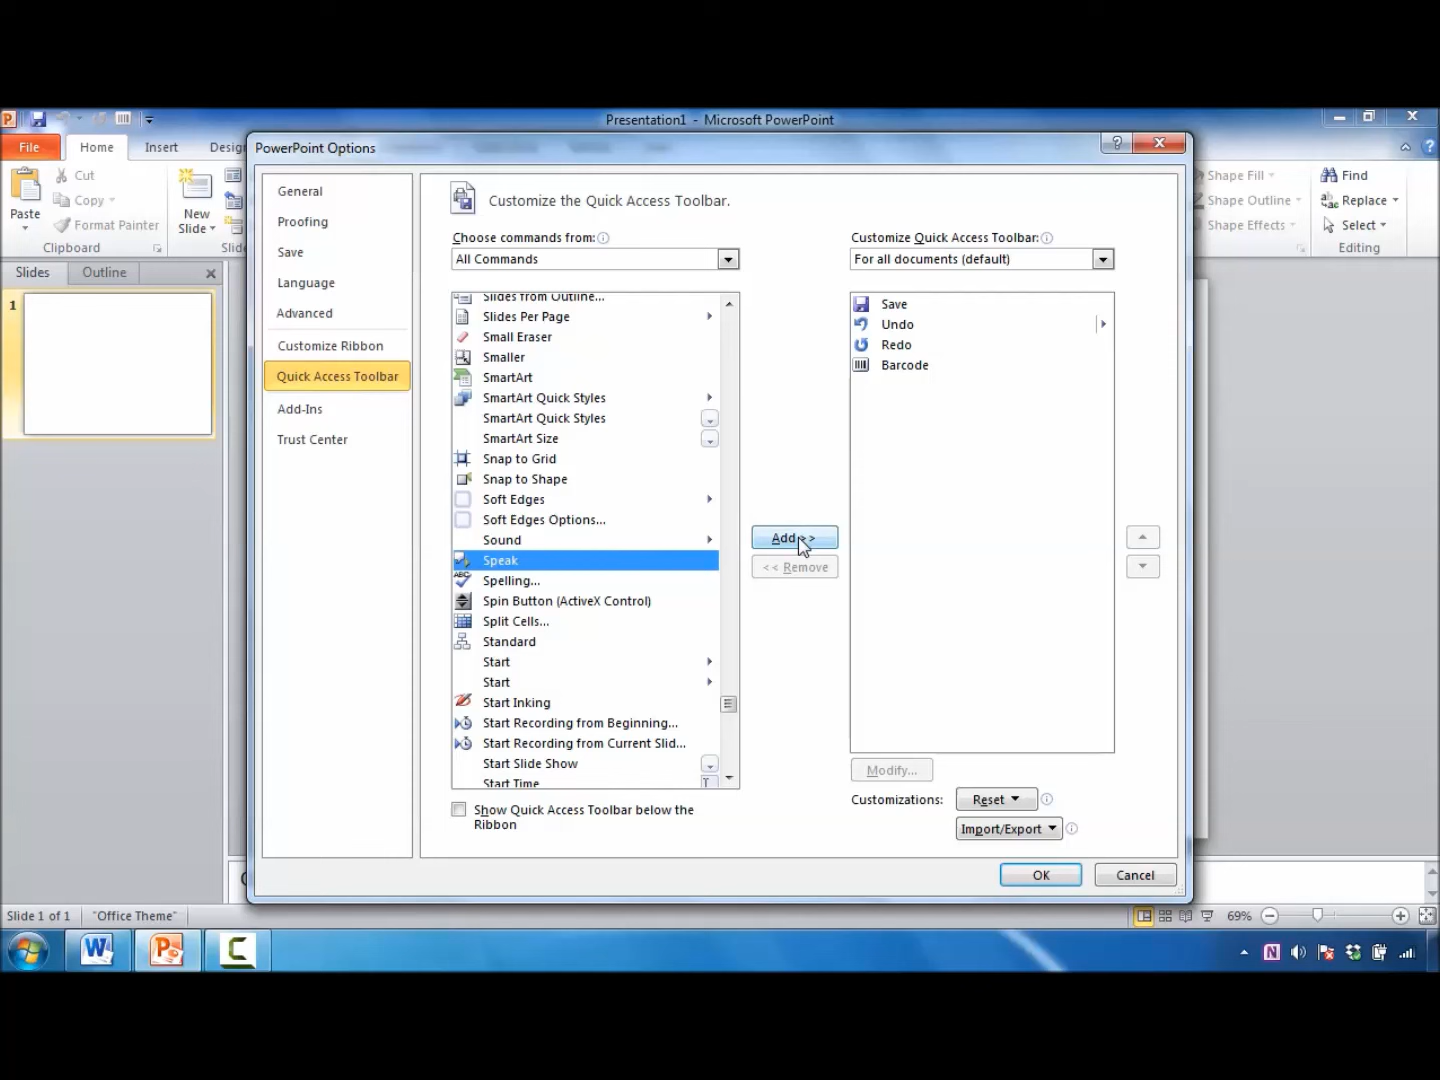 Presentation1 - Microsoft PowerPoint
File
Home
Insert
Desig
PowerPoint Options
Cut
Copy
Format Painter
Paste
Clipboard
New
Slide
Slid
Shape Fill
Shape Outline
Shape Effects
Find
Replace
Select
Editing
Slides
Outline
1
General
Proofing
Save
Language
Advanced
Customize Ribbon
Quick Access Toolbar
Add-Ins
Trust Center
Customize the Quick Access Toolbar.
Choose commands from:
All Commands
Slides from Outline...
Slides Per Page
Small Eraser
Smaller
SmartArt
SmartArt Quick Styles
SmartArt Quick Styles
SmartArt Size
Snap to Grid
Snap to Shape
Soft Edges
Soft Edges Options...
Sound
Speak
Spelling...
Spin Button (ActiveX Control)
Split Cells...
Standard
Start
Start
Start Inking
Start Recording from Beginning...
Start Recording from Current Slid...
Start Slide Show
Start Time
Show Quick Access Toolbar below the
Ribbon
Add >>
<< Remove
Customize Quick Access Toolbar:
For all documents (default)
Save
Undo
Redo
Barcode
Modify...
Customizations:
Reset
Import/Export
OK
Cancel
Slide 1 of 1
"Office Theme"
69%